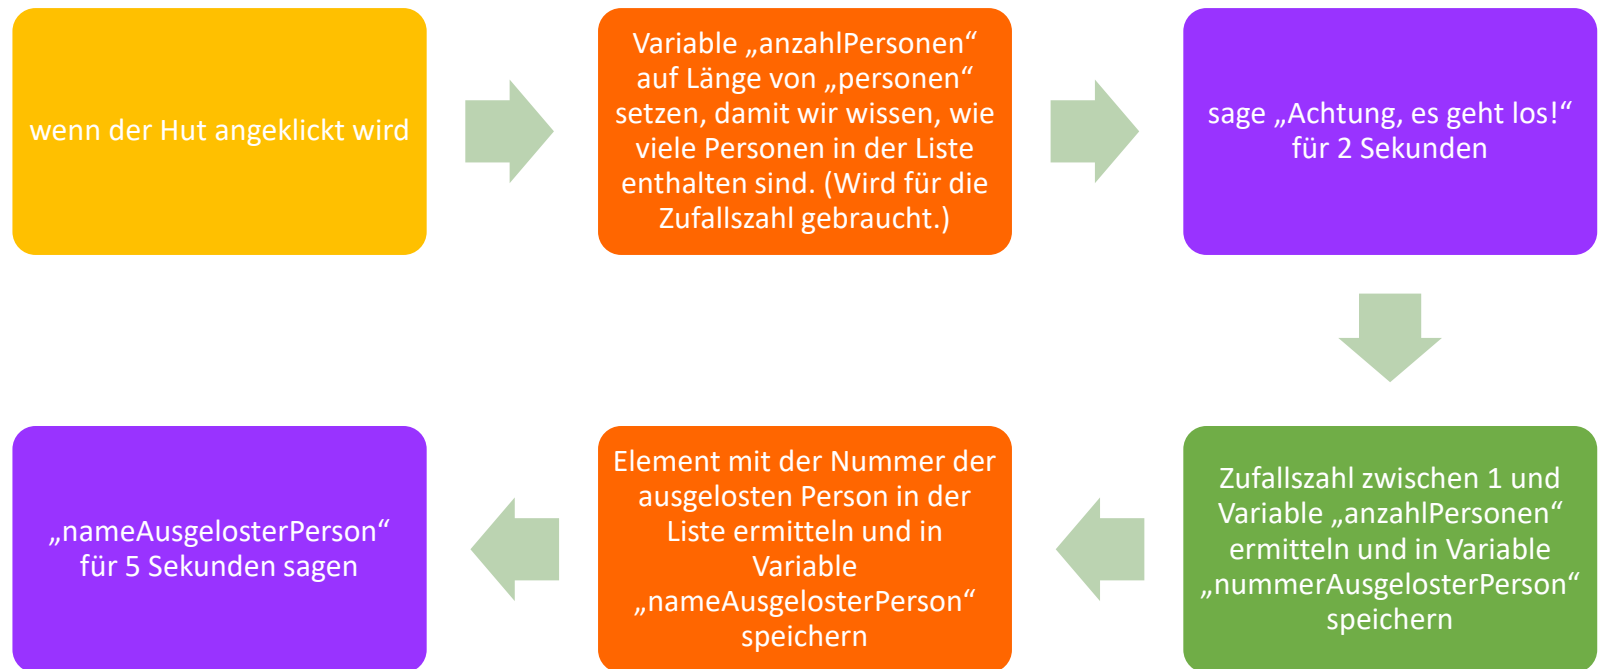 wenn der Hut angeklickt wird
Variable „anzahlPersonen“
auf Länge von „personen“
setzen, damit wir wissen, wie
viele Personen in der Liste
enthalten sind. (Wird für die
Zufallszahl gebraucht.)
sage „Achtung, es geht los!“
für 2 Sekunden
Zufallszahl zwischen 1 und
Variable „anzahlPersonen“
ermitteln und in Variable
„nummerAusgelosterPerson“
speichern
Element mit der Nummer der
ausgelosten Person in der
Liste ermitteln und in
Variable
„nameAusgelosterPerson“
speichern
„nameAusgelosterPerson“
für 5 Sekunden sagen